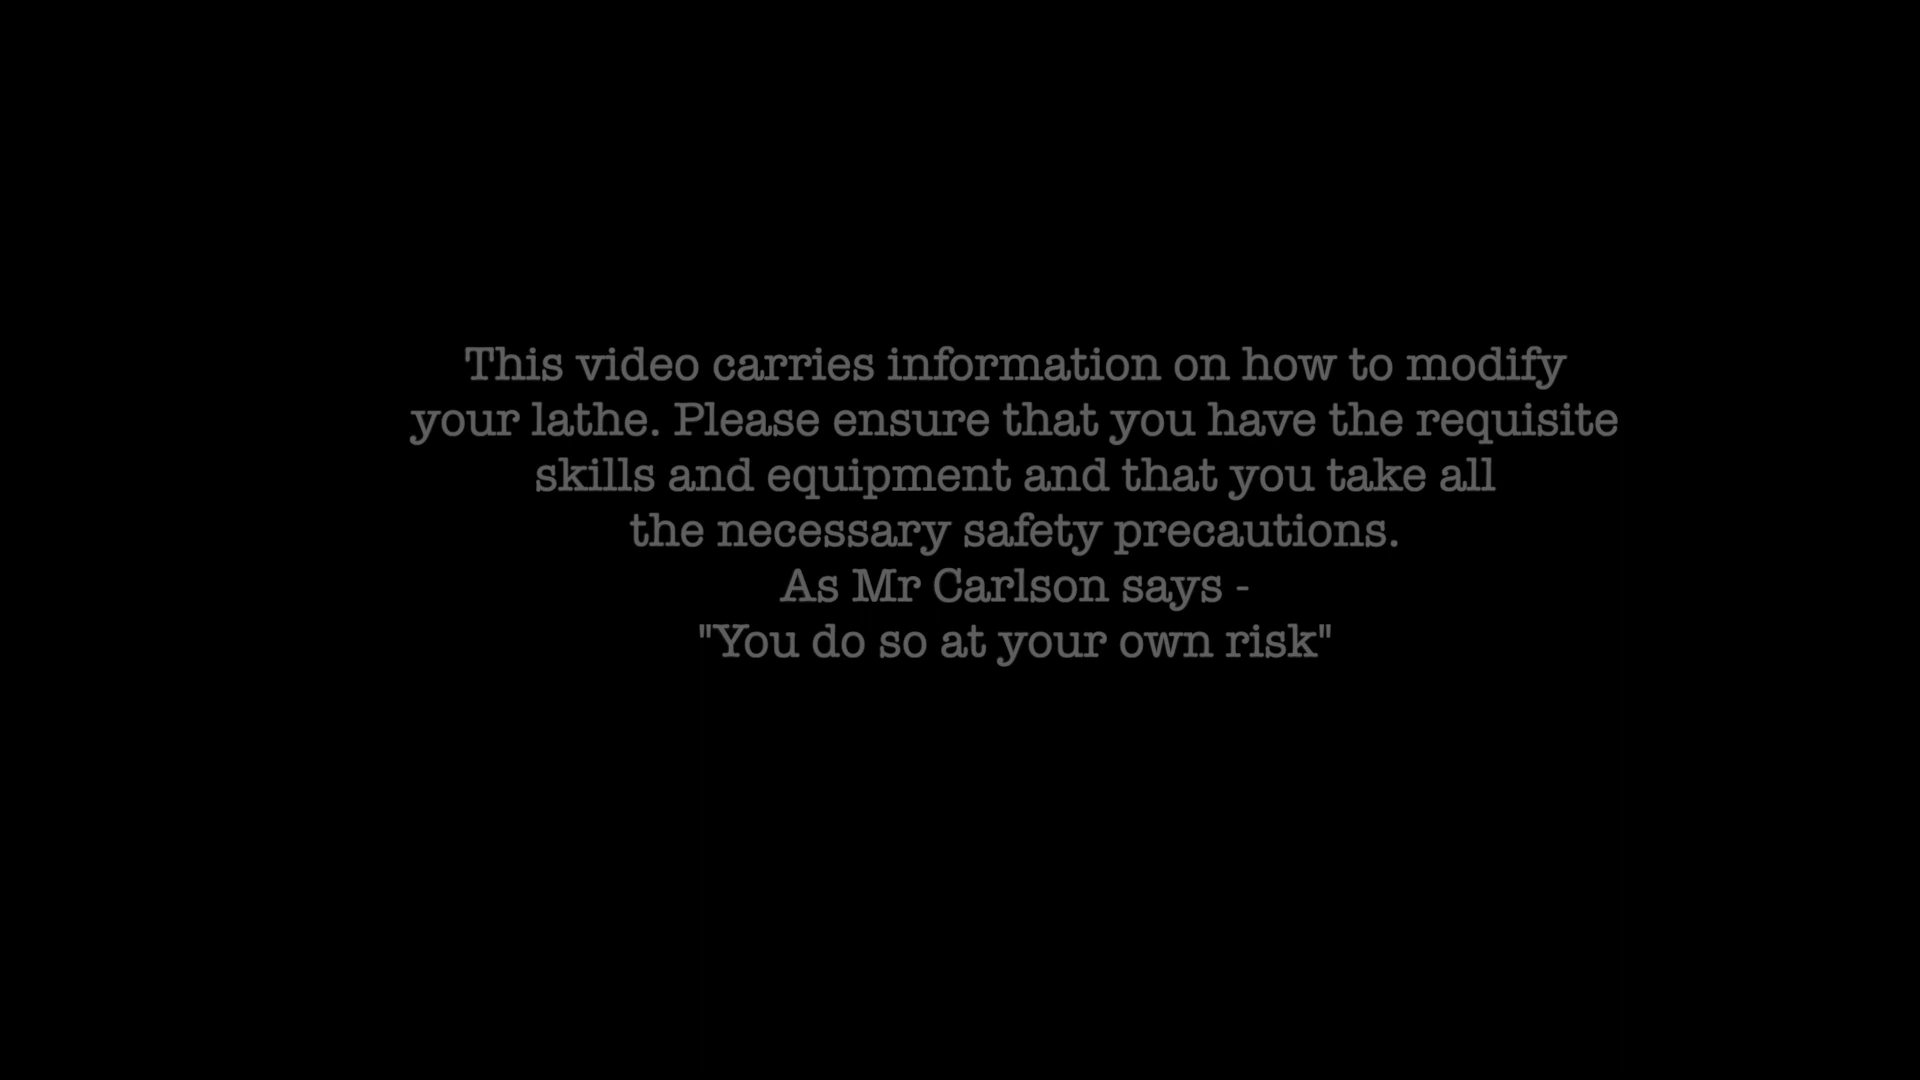 This video carries information on how to modify
your lathe. Please ensure that you have the requisite
skills and equipment and that you take all
the necessary safety precautions.
As Mr Carlson says -
"You do so at your own risk"